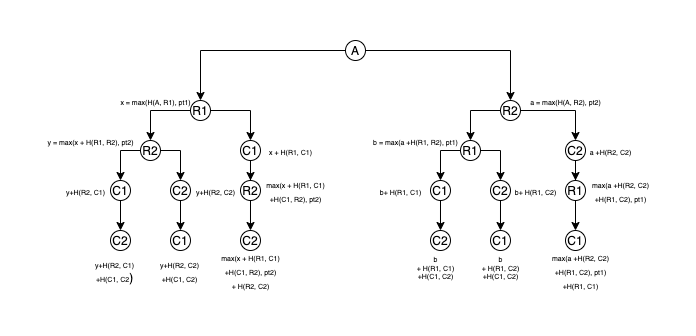 A
x = max(H(A, R1), pt1)
R1
R2
a = max(H(A, R2), pt2)
y = max(x + H(R1, R2), pt2)
R2
C1
x + H(R1, C1)
b = max(a +H(R1, R2), pt1)
R1
C2
a +H(R2, C2)
y+H(R2, C1)
C1
y+H(R2, C2)
C2
R2
max(x + H(R1, C1)
+H(C1, R2), pt2)
b+ H(R1, C1)
C1
C2
b+ H(R1, C2)
R1
max(a +H(R2, C2)
+H(R1, C2), pt1)
C2
C1
C2
C2
C1
C1
y+H(R2, C1)
+H(C1, C2)
y+H(R2, C2)
+H(C1, C2)
max(x + H(R1, C1)
+H(C1, R2), pt2)
+ H(R2, C2)
b
+ H(R1, C1)
+H(C1, C2)
b
+ H(R1, C2)
+H(C1, C2)
max(a +H(R2, C2)
+H(R1, C2), pt1)
+H(R1, C1)